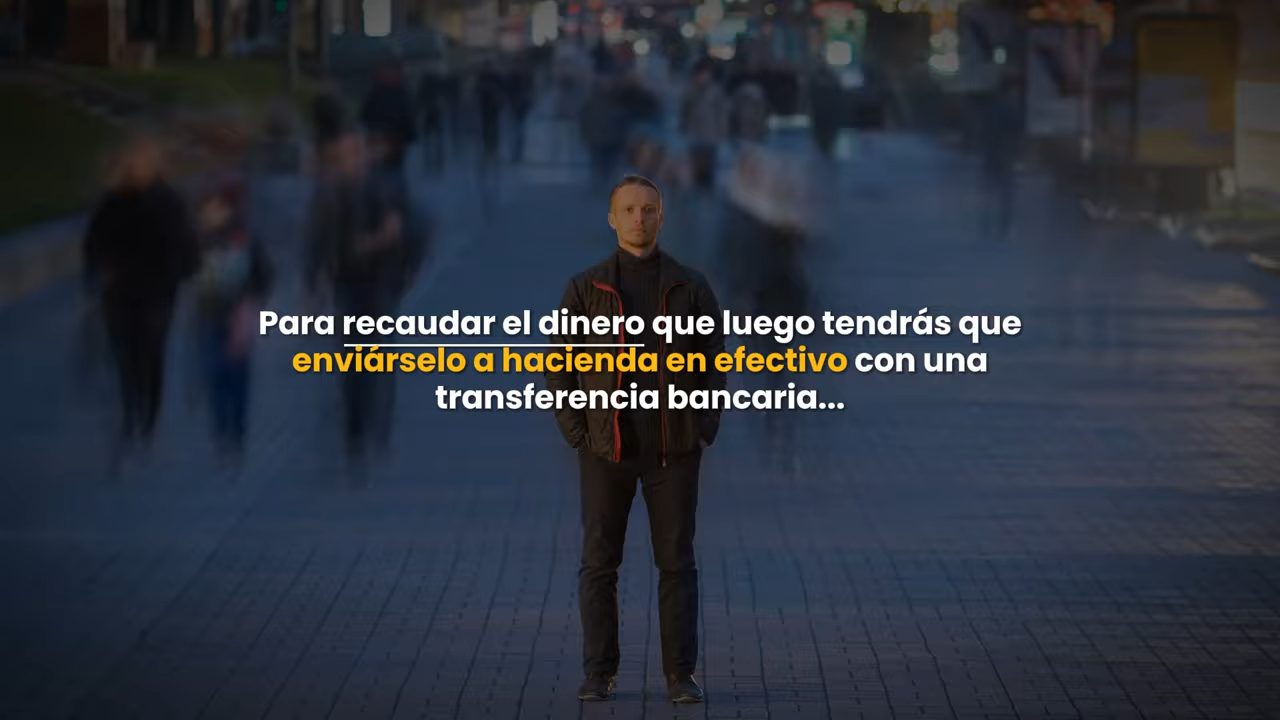 Para recaudar el dinero que luego tendrás que
enviárselo a hacienda en efectivo con una
transferencia bancaria...